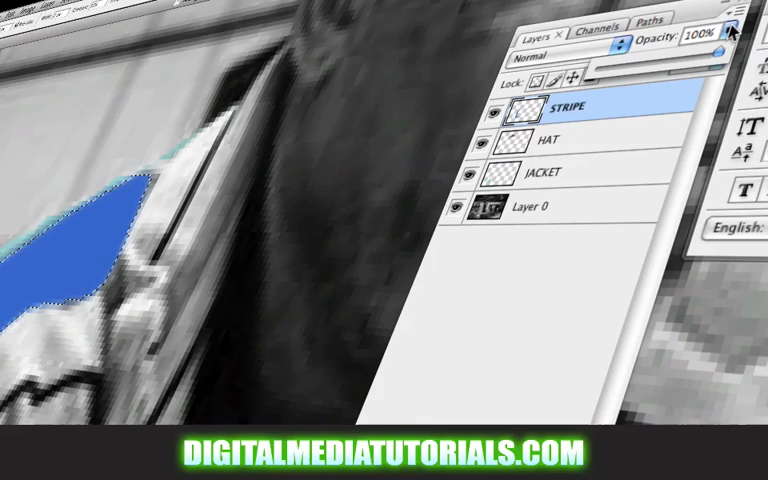 Layers × Channels Paths
Normal Opacity: 100%
Lock:
STRIPE
HAT
JACKET
Layer 0
English:
T
DIGITALMEDIATUTORIALS.COM